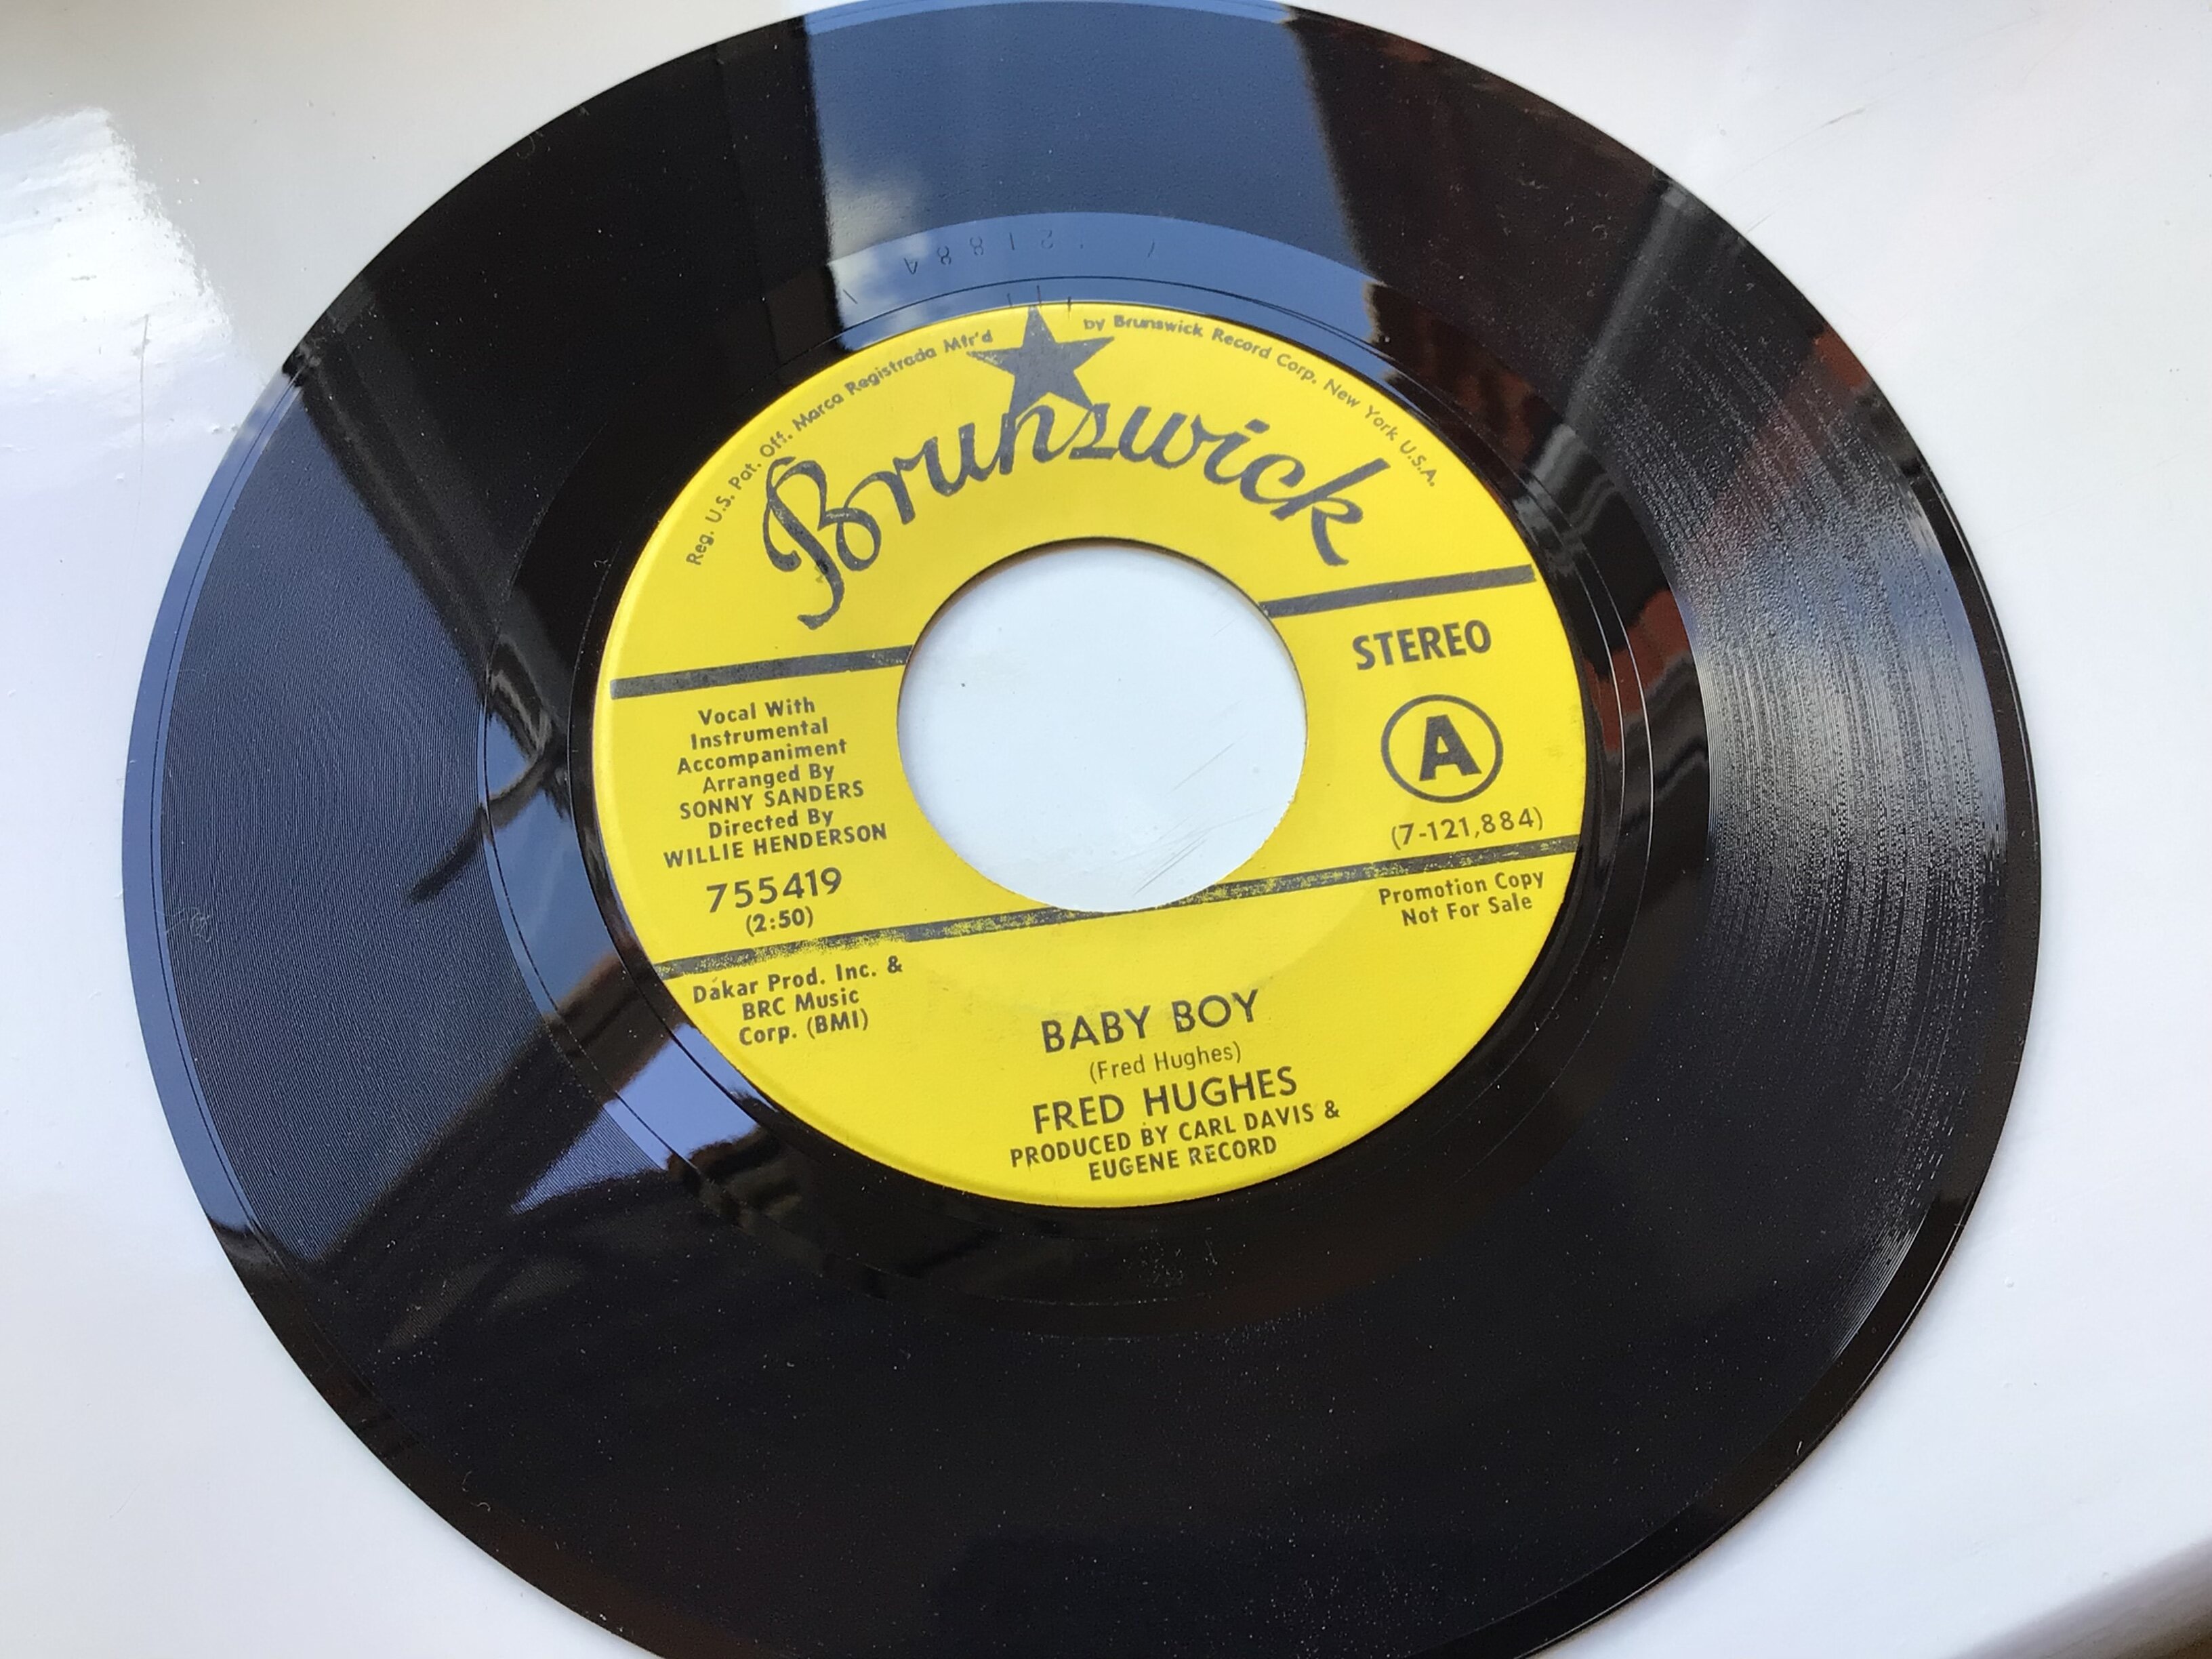 121884
Reg. U.S. Pat. Off. Marca Registrada Mfr'd by Brunswick Record Corp. New York U.S.A.
Brunswick
STEREO
A
(7-121,884)
Promotion Copy
Not For Sale
Vocal With
Instrumental
Accompaniment
Arranged By
SONNY SANDERS
Directed By
WILLIE HENDERSON
755419
(2:50)
Dakar Prod. Inc. &
BRC Music
Corp. (BMI)
BABY BOY
(Fred Hughes)
FRED HUGHES
PRODUCED BY CARL DAVIS &
EUGENE RECORD